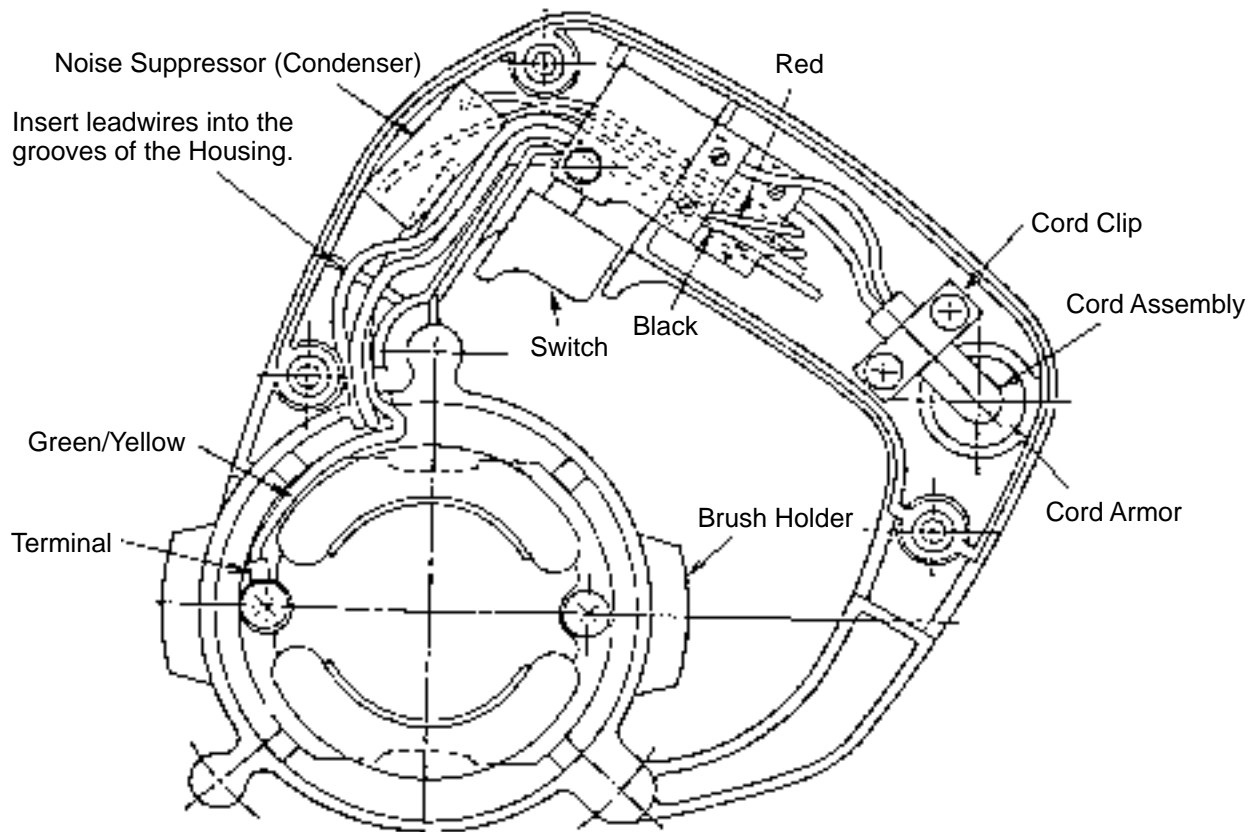 Noise Suppressor (Condenser)
Red
Insert leadwires into the
grooves of the Housing.
Cord Clip
Cord Assembly
Black
Switch
Green/Yellow
Brush Holder
Cord Armor
Terminal